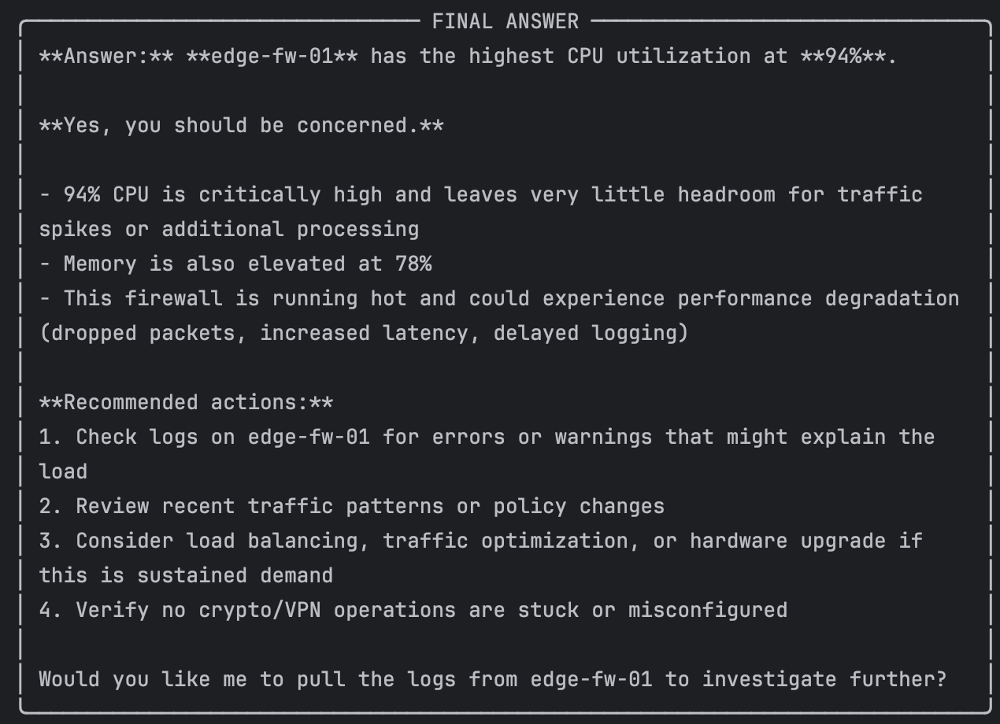 FINAL ANSWER
**Answer:** **edge-fw-01** has the highest CPU utilization at **94%**.
**Yes, you should be concerned.**
- 94% CPU is critically high and leaves very little headroom for traffic
spikes or additional processing
- Memory is also elevated at 78%
- This firewall is running hot and could experience performance degradation
(dropped packets, increased latency, delayed logging)
**Recommended actions:**
1. Check logs on edge-fw-01 for errors or warnings that might explain the
load
2. Review recent traffic patterns or policy changes
3. Consider load balancing, traffic optimization, or hardware upgrade if
this is sustained demand
4. Verify no crypto/VPN operations are stuck or misconfigured
Would you like me to pull the logs from edge-fw-01 to investigate further?